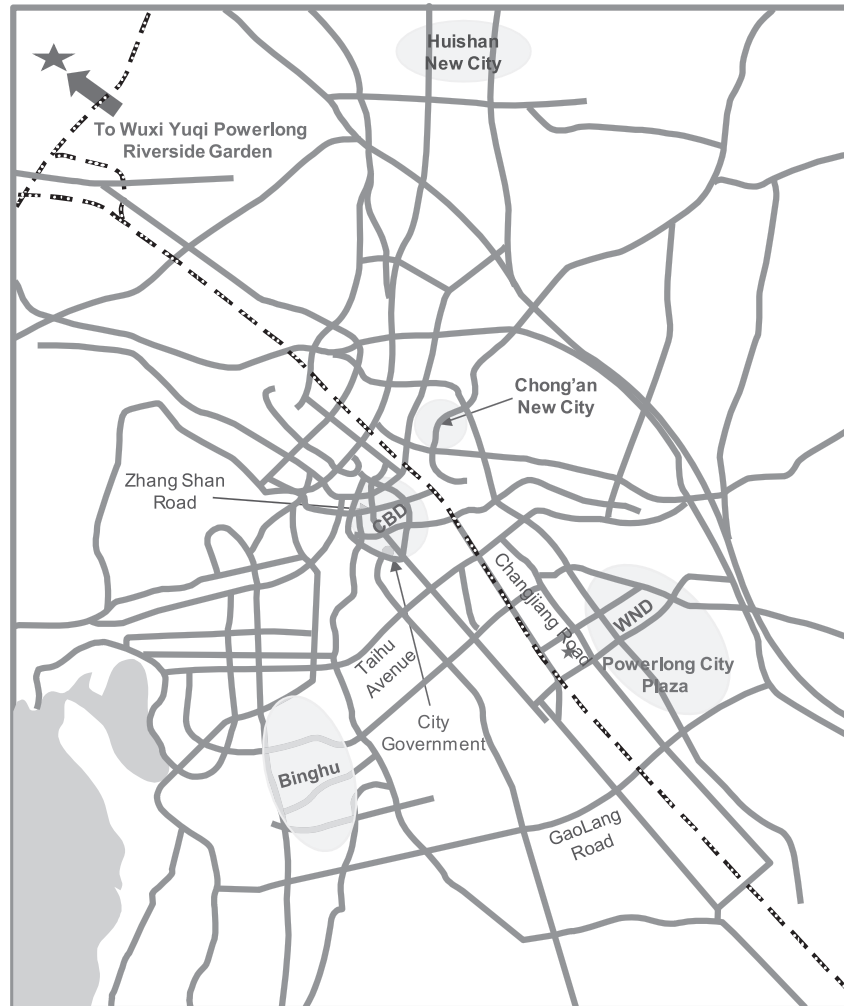 Huishan
New City
To Wuxi Yuqi Powerlong
Riverside Garden
Chong'an
New City
Zhang Shan
Road
CBD
Changjiang Road
WND
Powerlong City
Plaza
Taihu
Avenue
City
Government
Binghu
GaoLang
Road